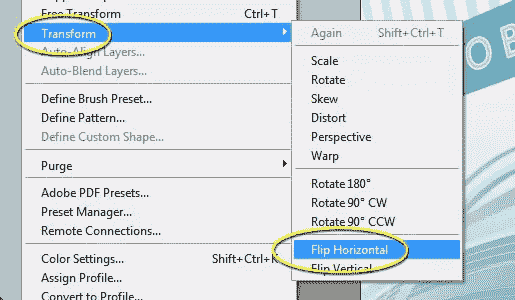 Free Transform Ctrl+T
Transform
Auto-Align Layers...
Auto-Blend Layers...
Define Brush Preset...
Define Pattern...
Define Custom Shape...
Purge
Adobe PDF Presets...
Preset Manager...
Remote Connections...
Color Settings... Shift+Ctrl+K
Assign Profile...
Convert to Profile...
Again Shift+Ctrl+T
Scale
Rotate
Skew
Distort
Perspective
Warp
Rotate 180°
Rotate 90° CW
Rotate 90° CCW
Flip Horizontal
Flip Vertical
O B